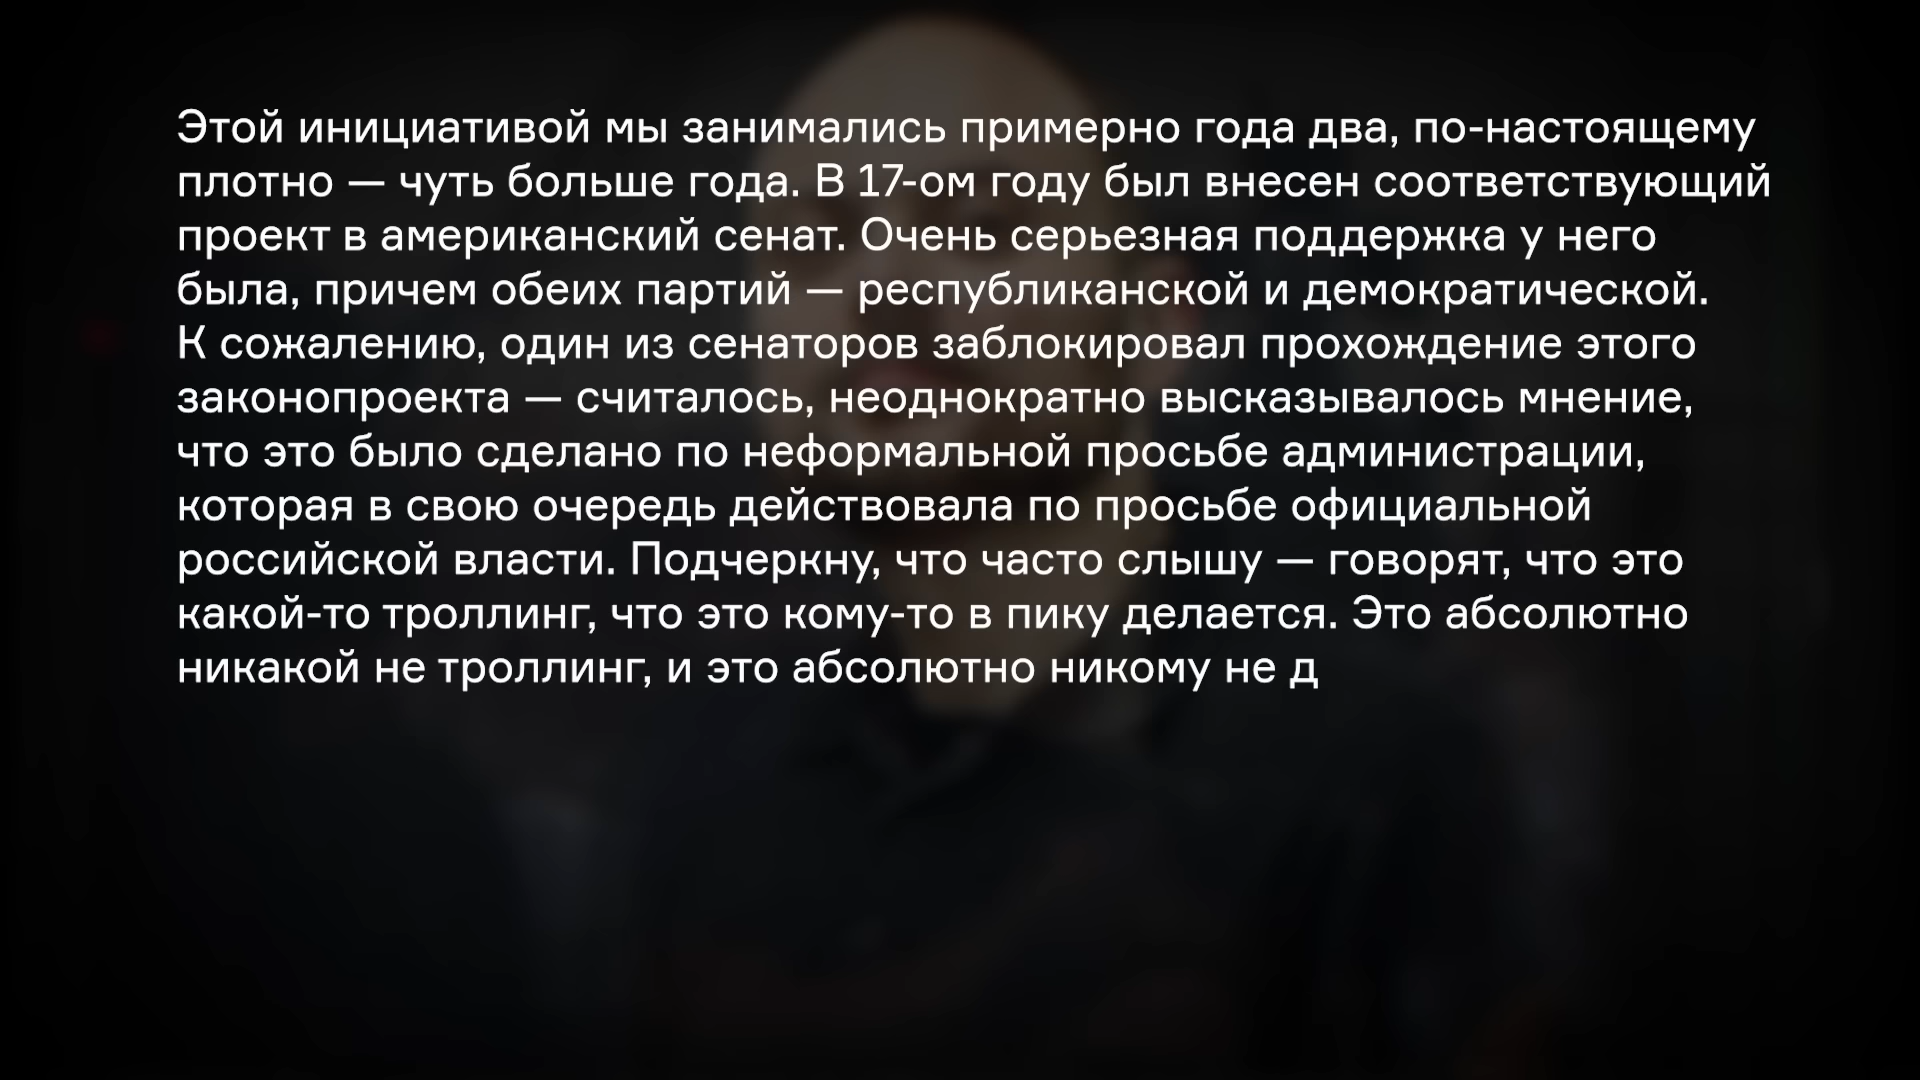 Этой инициативой мы занимались примерно года два, по-настоящему
плотно — чуть больше года. В 17-ом году был внесен соответствующий
проект в американский сенат. Очень серьезная поддержка у него
была, причем обеих партий — республиканской и демократической.
К сожалению, один из сенаторов заблокировал прохождение этого
законопроекта — считалось, неоднократно высказывалось мнение,
что это было сделано по неформальной просьбе администрации,
которая в свою очередь действовала по просьбе официальной
российской власти. Подчеркну, что часто слышу — говорят, что это
какой-то троллинг, что это кому-то в пику делается. Это абсолютно
никакой не троллинг, и это абсолютно никому не д